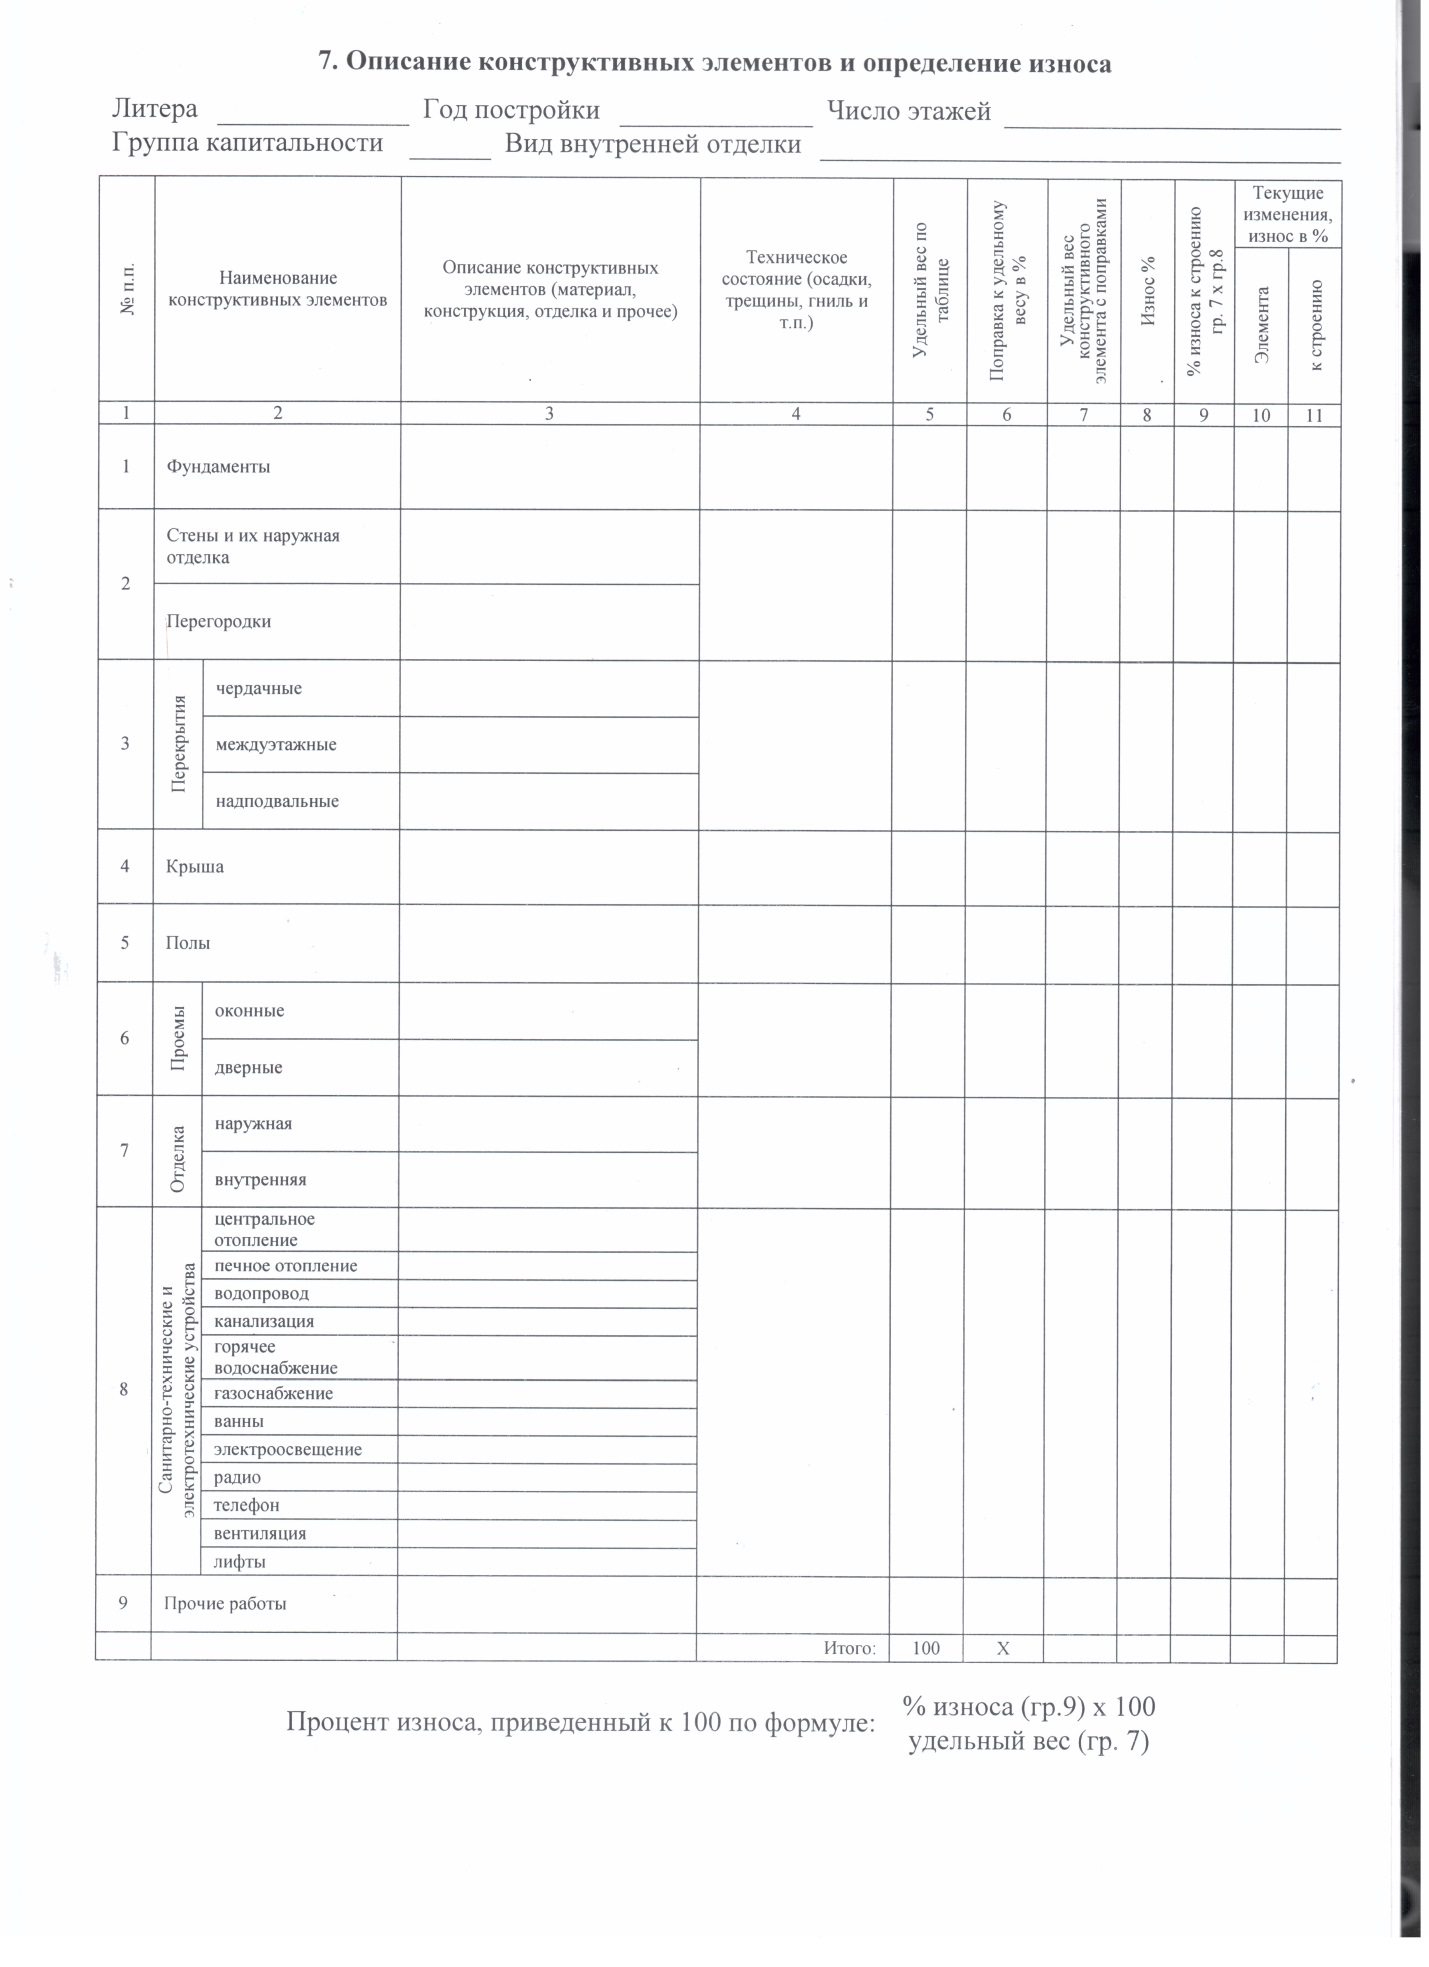 7. Описание конструктивных элементов и определение износа
Литера Год постройки Число этажей
Группа капитальности Вид внутренней отделки
№ п.п.
Наименование
конструктивных элементов
Описание конструктивных
элементов (материал,
конструкция, отделка и прочее)
Техническое
состояние (осадки,
трещины, гниль и
т.п.)
Удельный вес по
таблице
Поправка к удельному
весу в %
Удельный вес
конструктивного
элемента с поправками
Износ %
% износа к строению
гр. 7 х гр.8
Текущие
изменения,
износ в %
Элемента
к строению
1 2 3 4 5 6 7 8 9 10 11
1 Фундаменты
2
Стены и их наружная
отделка
Перегородки
3
Перекрытия
чердачные
междуэтажные
надподвальные
4 Крыша
5 Полы
6
Проемы
оконные
дверные
7
Отделка
наружная
внутренняя
8
Санитарно-технические и
электротехнические устройства
центральное
отопление
печное отопление
водопровод
канализация
горячее
водоснабжение
газоснабжение
ванны
электроосвещение
радио
телефон
вентиляция
лифты
9 Прочие работы
Итого: 100 Х
Процент износа, приведенный к 100 по формуле:
% износа (гр.9) х 100
удельный вес (гр. 7)